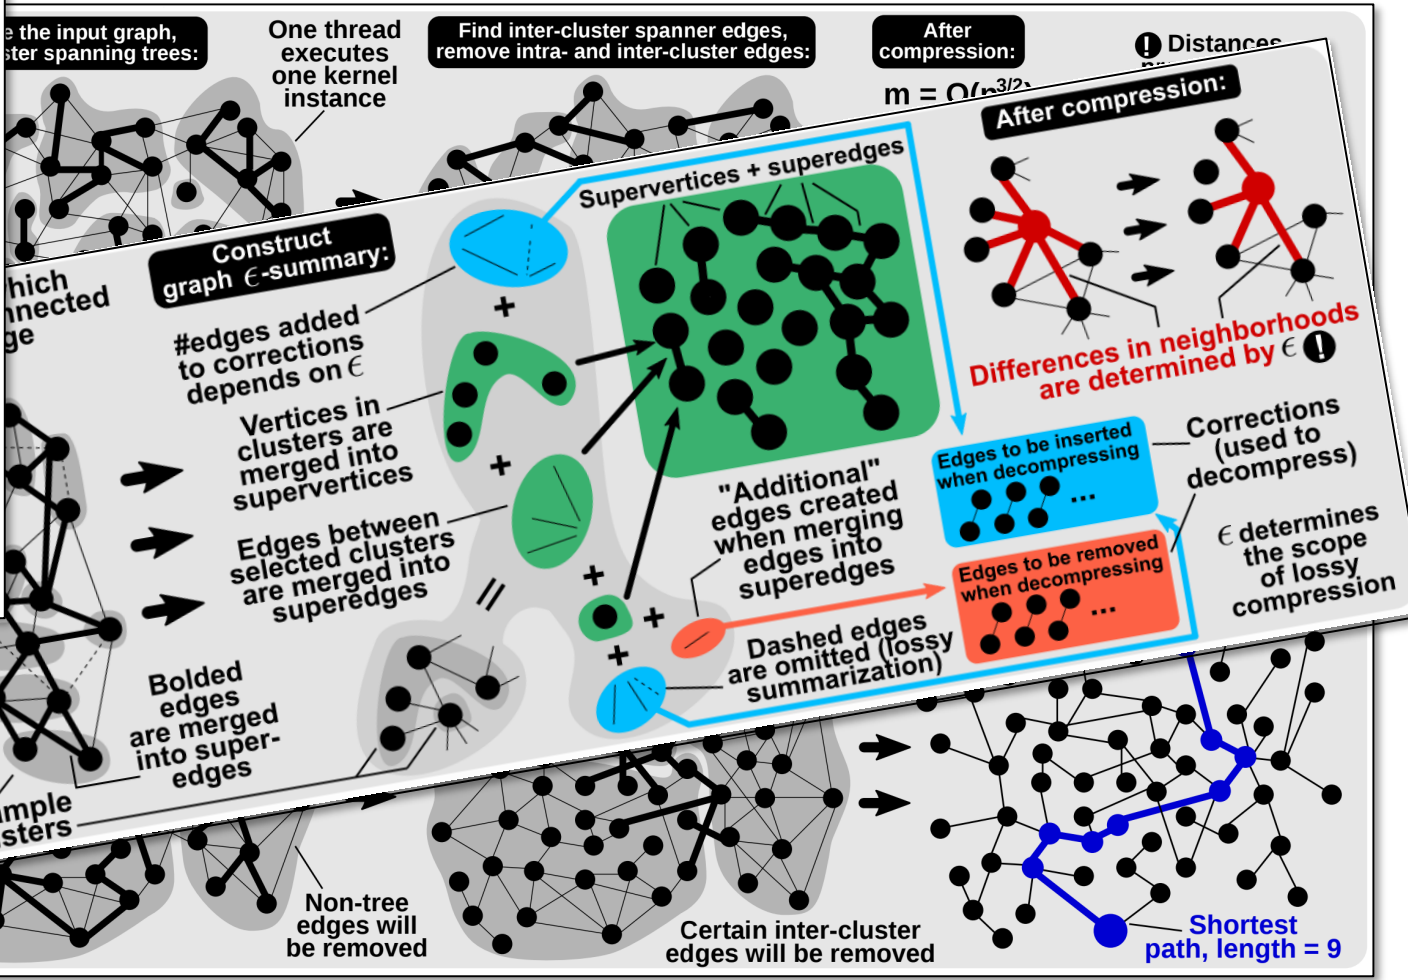 e the input graph,
ster spanning trees:
One thread
executes
one kernel
instance
Find inter-cluster spanner edges,
remove intra- and inter-cluster edges:
After
compression:
m = O(n3/2)
! Distances
hich
nnected
ge
Construct
graph ϵ-summary:
#edges added
to corrections
depends on ϵ
Vertices in
clusters are
merged into
supervertices
Edges between
selected clusters
are merged into
superedges
Bolded
edges
are merged
into super-
edges
imple
usters
+
+
+
+
+
=
Supervertices + superedges
"Additional"
edges created
when merging
edges into
superedges
Dashed edges
are omitted (lossy
summarization)
After compression:
Differences in neighborhoods
are determined by ϵ !
Edges to be inserted
when decompressing
...
Edges to be removed
when decompressing
...
Corrections
(used to
decompress)
ϵ determines
the scope
of lossy
compression
Non-tree
edges will
be removed
Certain inter-cluster
edges will be removed
Shortest
path, length = 9